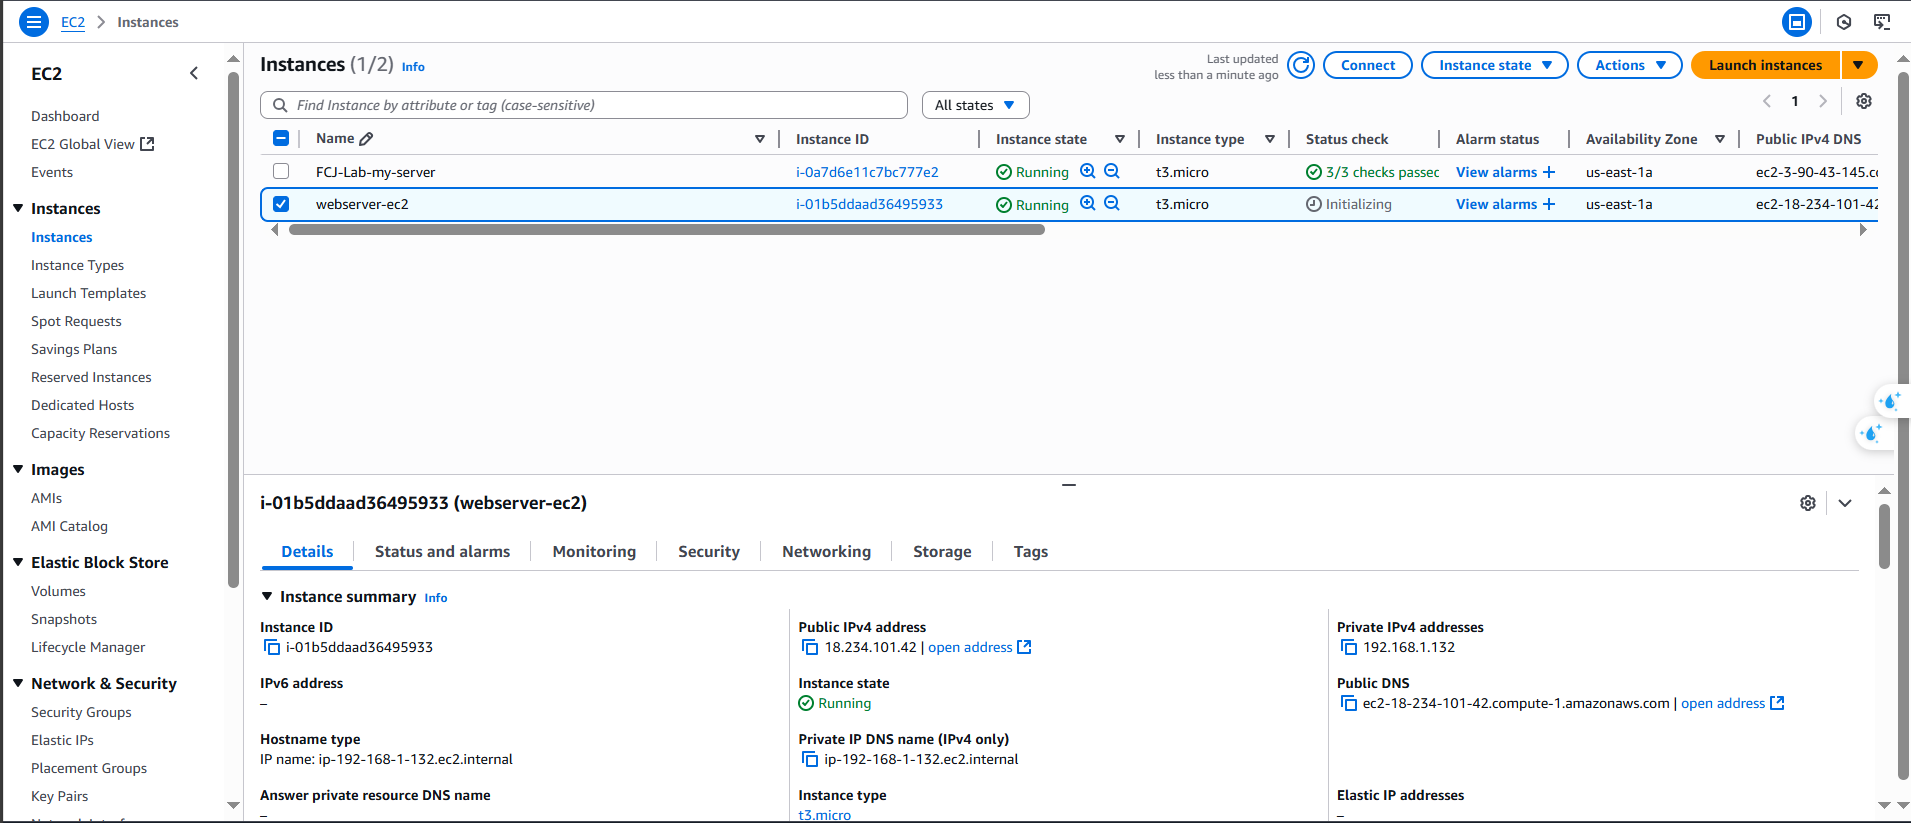 EC2 > Instances
EC2
Dashboard
EC2 Global View
Events
Instances
Instances
Instance Types
Launch Templates
Spot Requests
Savings Plans
Reserved Instances
Dedicated Hosts
Capacity Reservations
Images
AMIs
AMI Catalog
Elastic Block Store
Volumes
Snapshots
Lifecycle Manager
Network & Security
Security Groups
Elastic IPs
Placement Groups
Key Pairs
Instances (1/2) Info
Last updated
less than a minute ago
Connect Instance state Actions Launch instances
Find Instance by attribute or tag (case-sensitive) All states 1
Name Instance ID Instance state Instance type Status check Alarm status Availability Zone Public IPv4 DNS
FCJ-Lab-my-server i-0a7d6e11c7bc777e2 Running t3.micro 3/3 checks passed View alarms + us-east-1a ec2-3-90-43-145.c
webserver-ec2 i-01b5ddaad36495933 Running t3.micro Initializing View alarms + us-east-1a ec2-18-234-101-42
i-01b5ddaad36495933 (webserver-ec2)
Details Status and alarms Monitoring Security Networking Storage Tags
Instance summary Info
Instance ID
i-01b5ddaad36495933
Public IPv4 address
18.234.101.42 | open address
Private IPv4 addresses
192.168.1.132
IPv6 address
–
Instance state
Running
Public DNS
ec2-18-234-101-42.compute-1.amazonaws.com | open address
Hostname type
IP name: ip-192-168-1-132.ec2.internal
Private IP DNS name (IPv4 only)
ip-192-168-1-132.ec2.internal
Answer private resource DNS name
–
Instance type
t3.micro
Elastic IP addresses
–